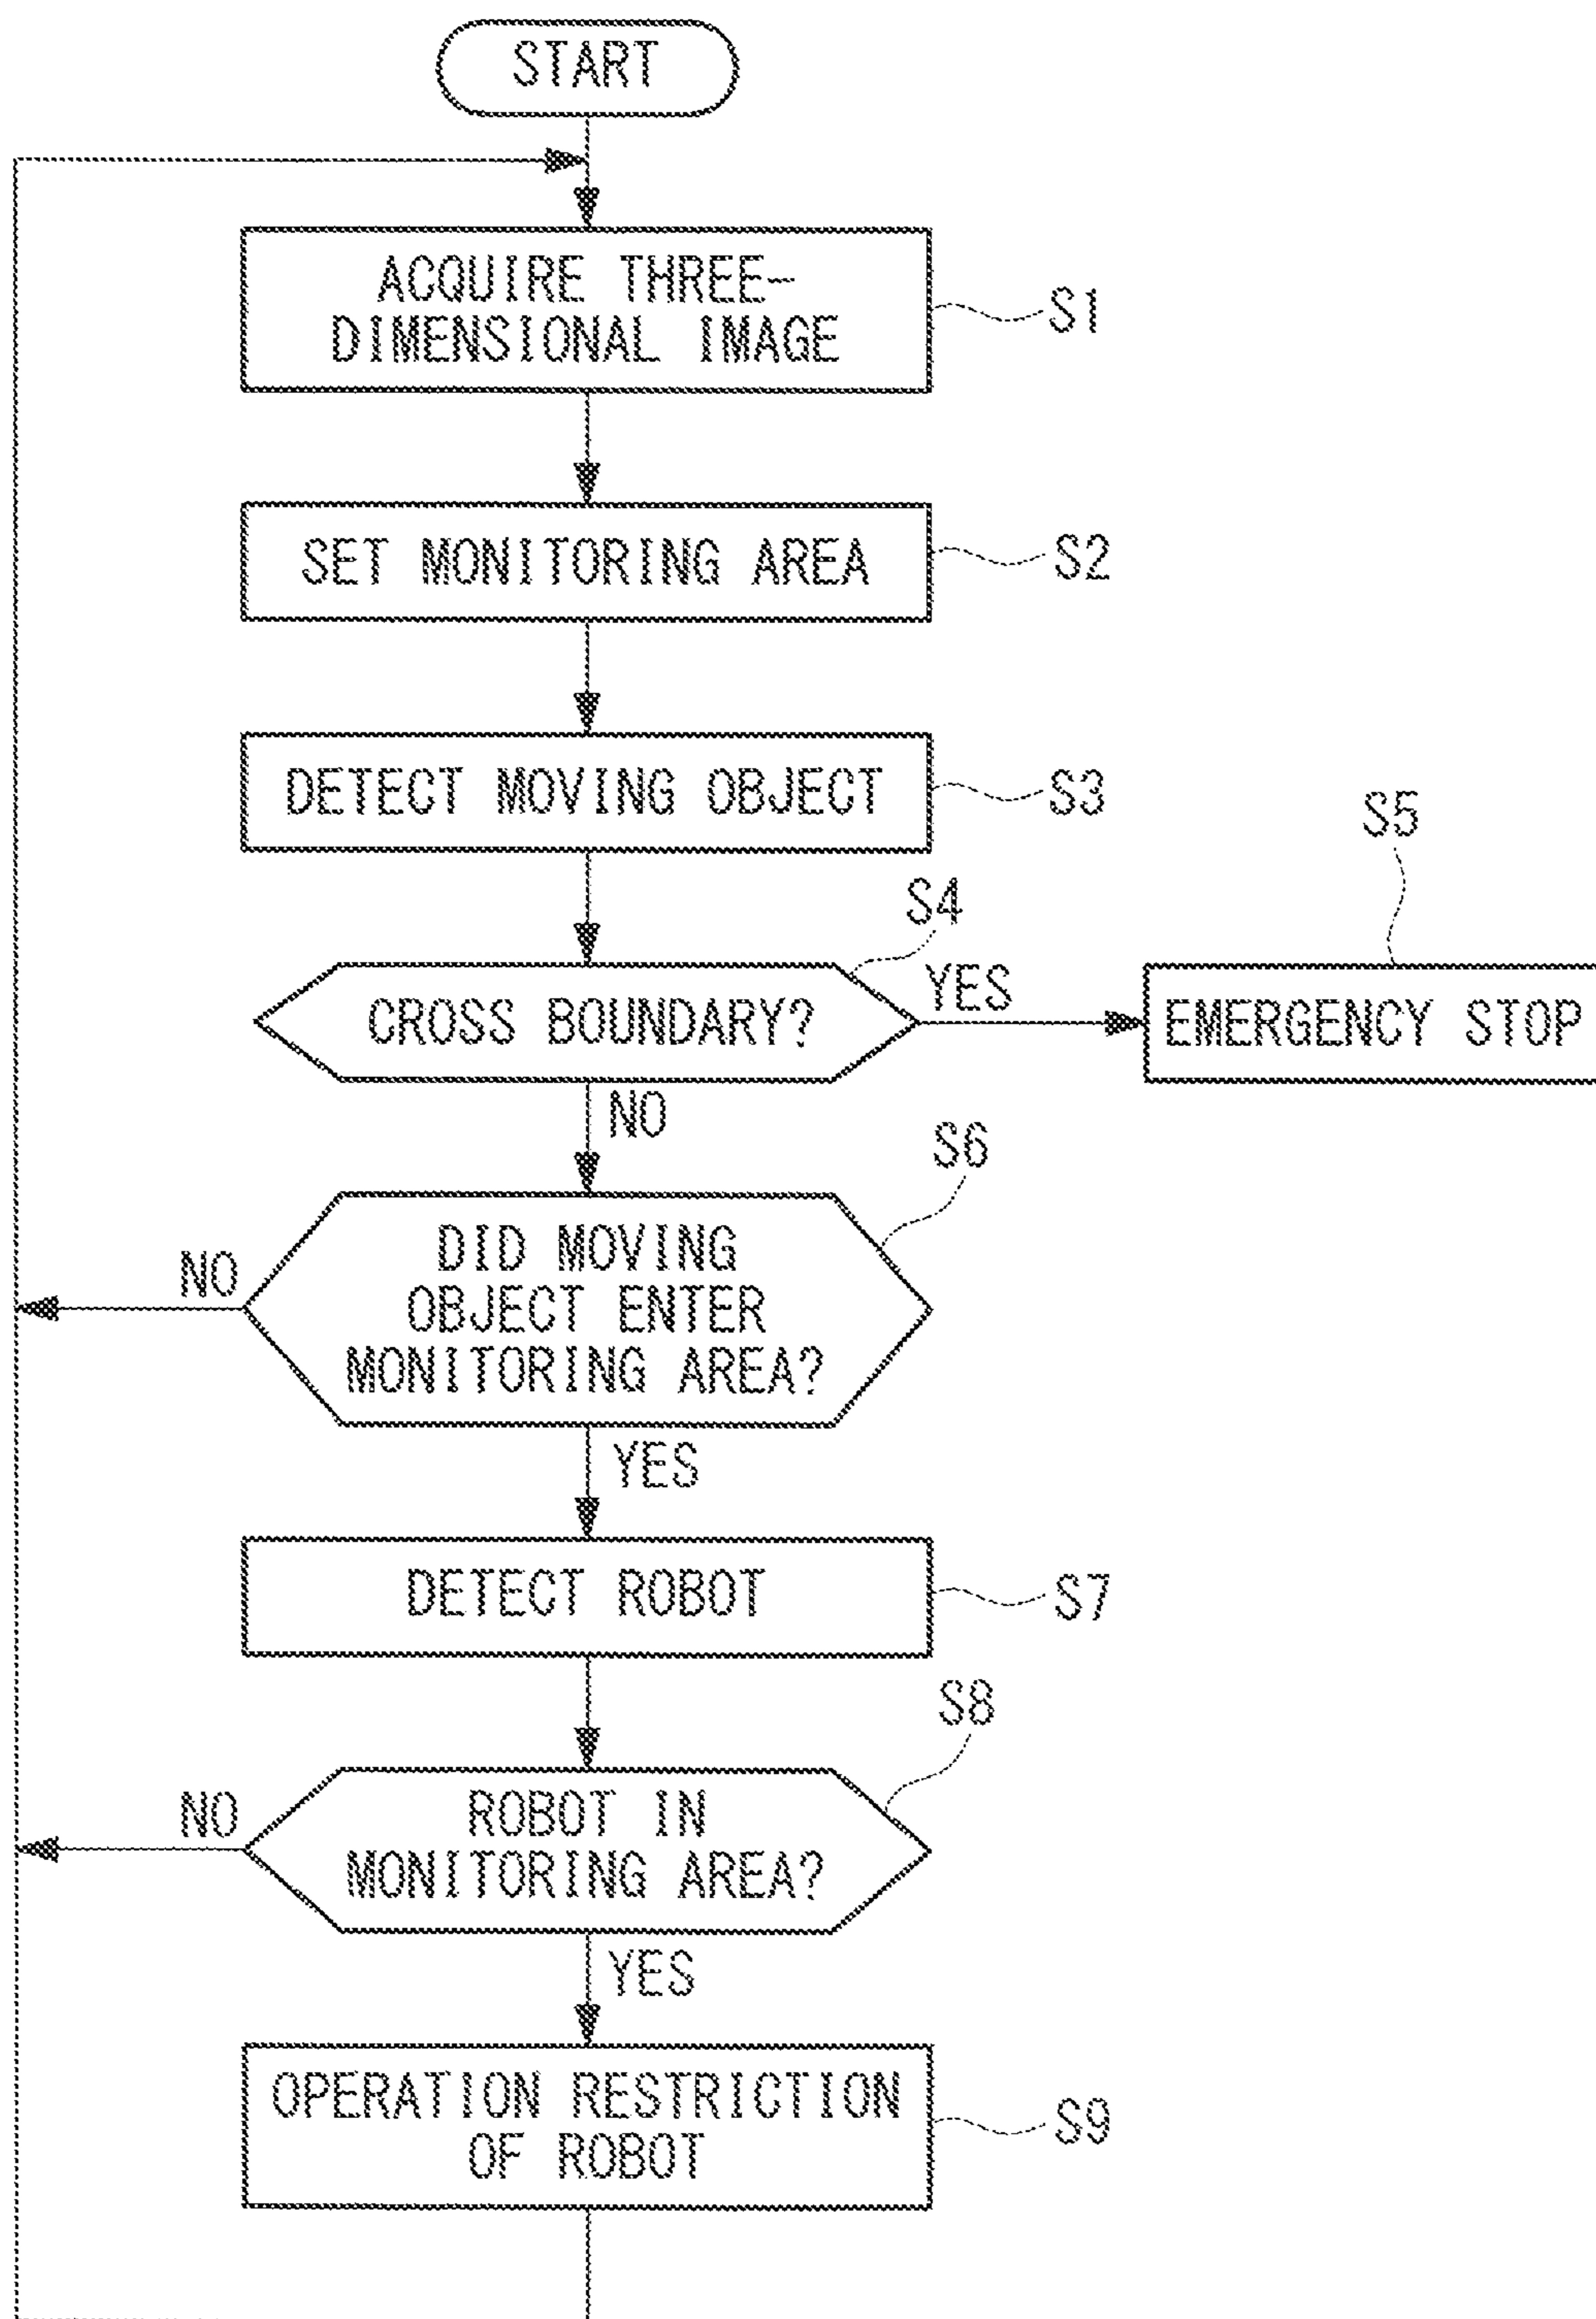 START
ACQUIRE THREE-
DIMENSIONAL IMAGE
S1
SET MONITORING AREA
S2
DETECT MOVING OBJECT
S3
S4
S5
CROSS BOUNDARY?
YES
EMERGENCY STOP
NO
S6
DID MOVING
OBJECT ENTER
MONITORING AREA?
NO
YES
DETECT ROBOT
S7
S8
ROBOT IN
MONITORING AREA?
NO
YES
OPERATION RESTRICTION
OF ROBOT
S9